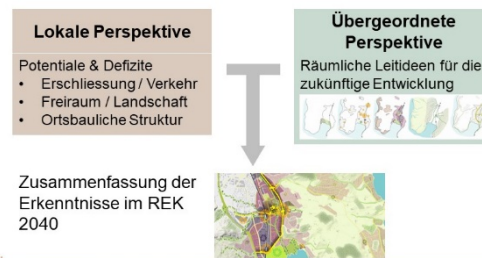 Lokale Perspektive
Potentiale & Defizite
• Erschliessung / Verkehr
• Freiraum / Landschaft
• Ortsbauliche Struktur
Übergeordnete
Perspektive
Räumliche Leitideen für die
zukünftige Entwicklung
Zusammenfassung der
Erkenntnisse im REK
2040